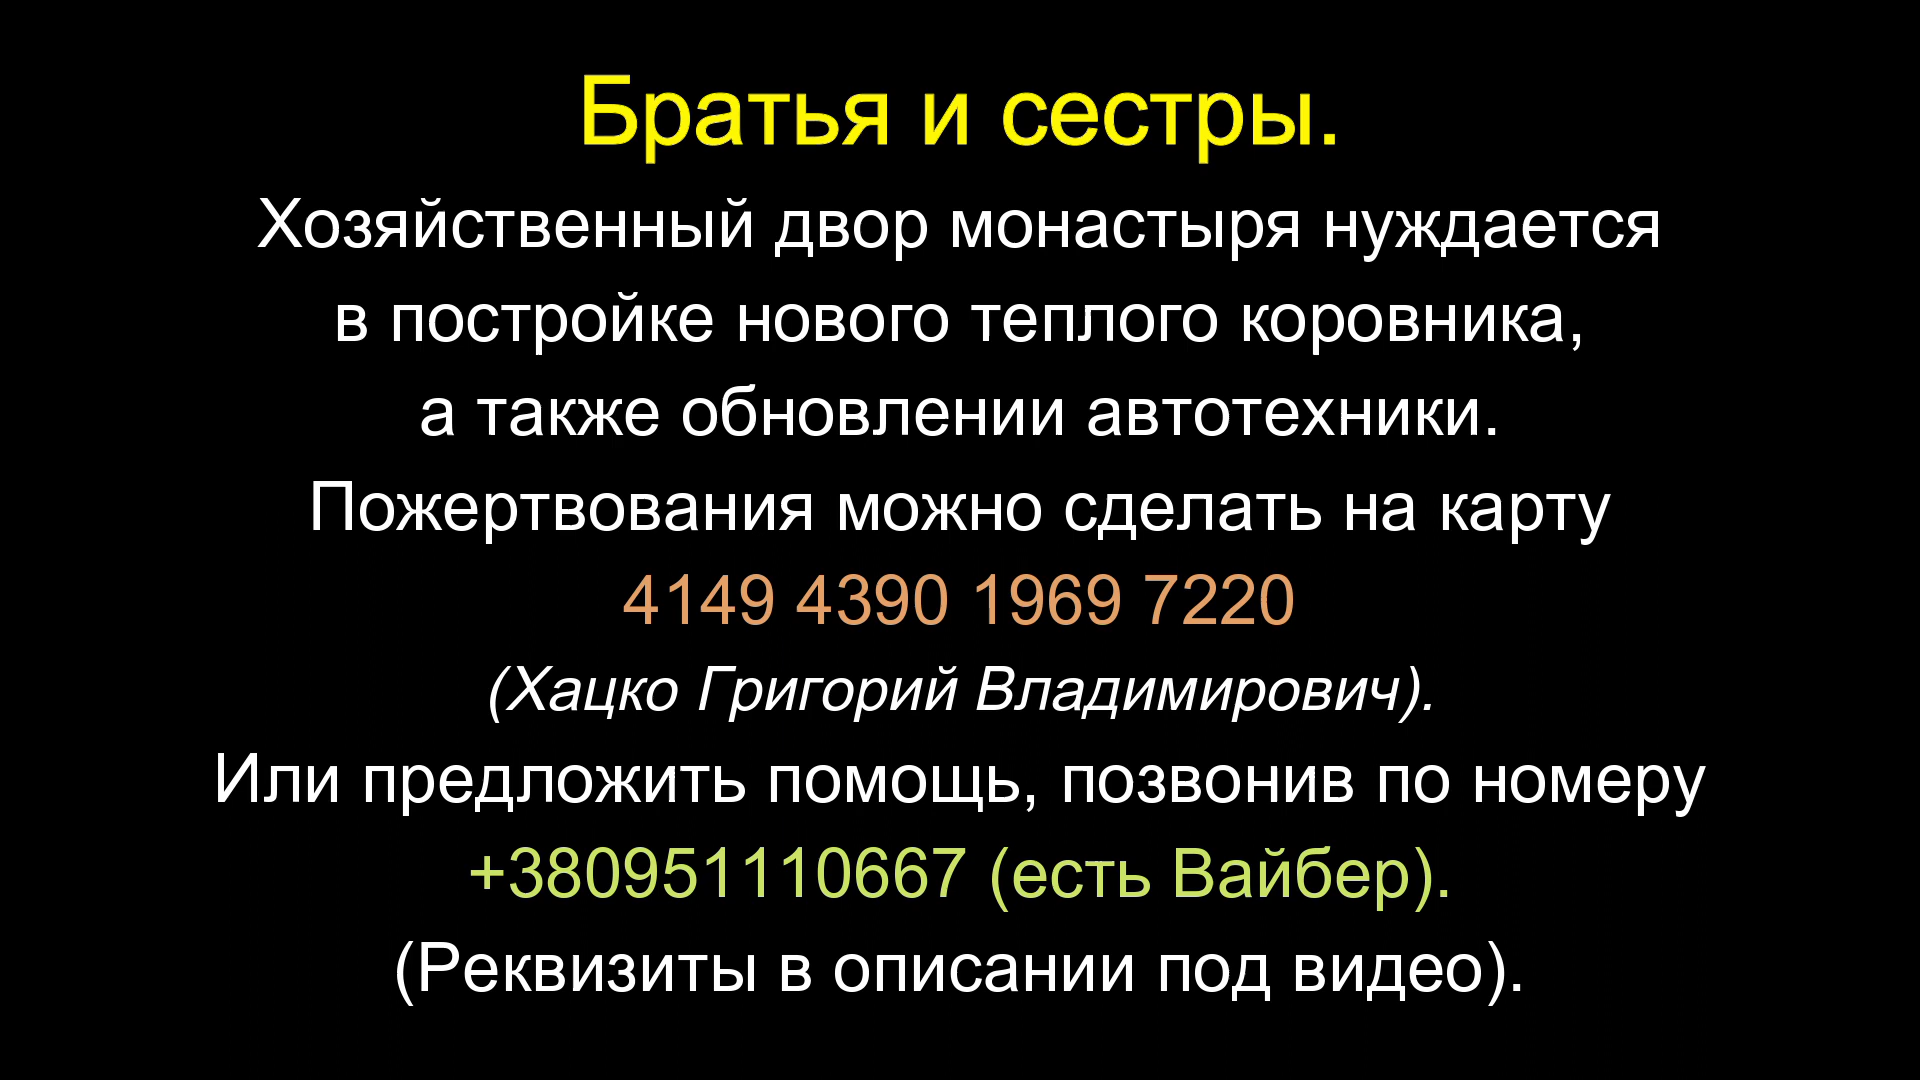 Братья и сестры.
Хозяйственный двор монастыря нуждается
в постройке нового теплого коровника,
а также обновлении автотехники.
Пожертвования можно сделать на карту
4149 4390 1969 7220
(Хацко Григорий Владимирович).
Или предложить помощь, позвонив по номеру
+380951110667 (есть Вайбер).
(Реквизиты в описании под видео).